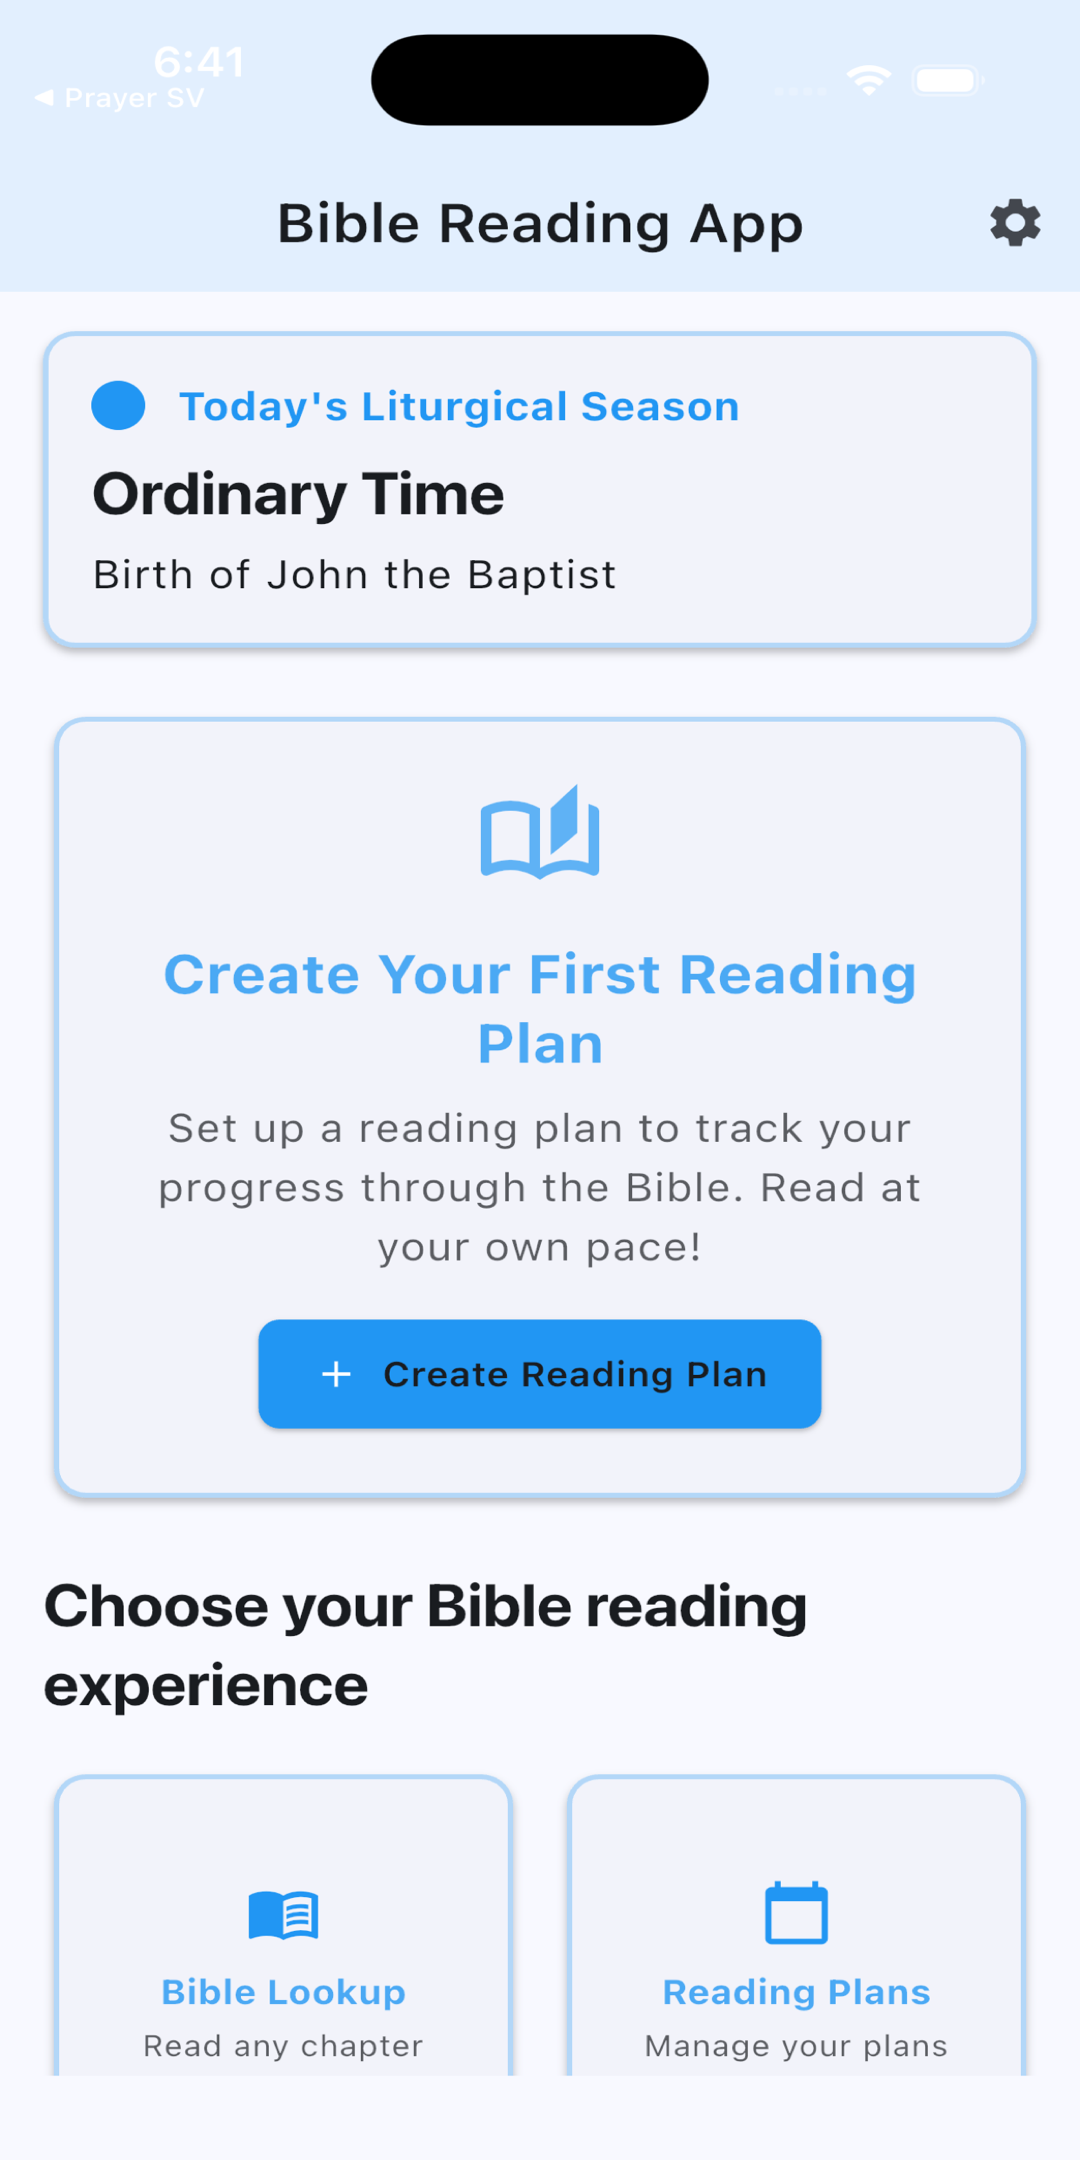 6:41
◀ Prayer SV
Bible Reading App
Today's Liturgical Season
Ordinary Time
Birth of John the Baptist
Create Your First Reading
Plan
Set up a reading plan to track your
progress through the Bible. Read at
your own pace!
+ Create Reading Plan
Choose your Bible reading
experience
Bible Lookup
Read any chapter
Reading Plans
Manage your plans